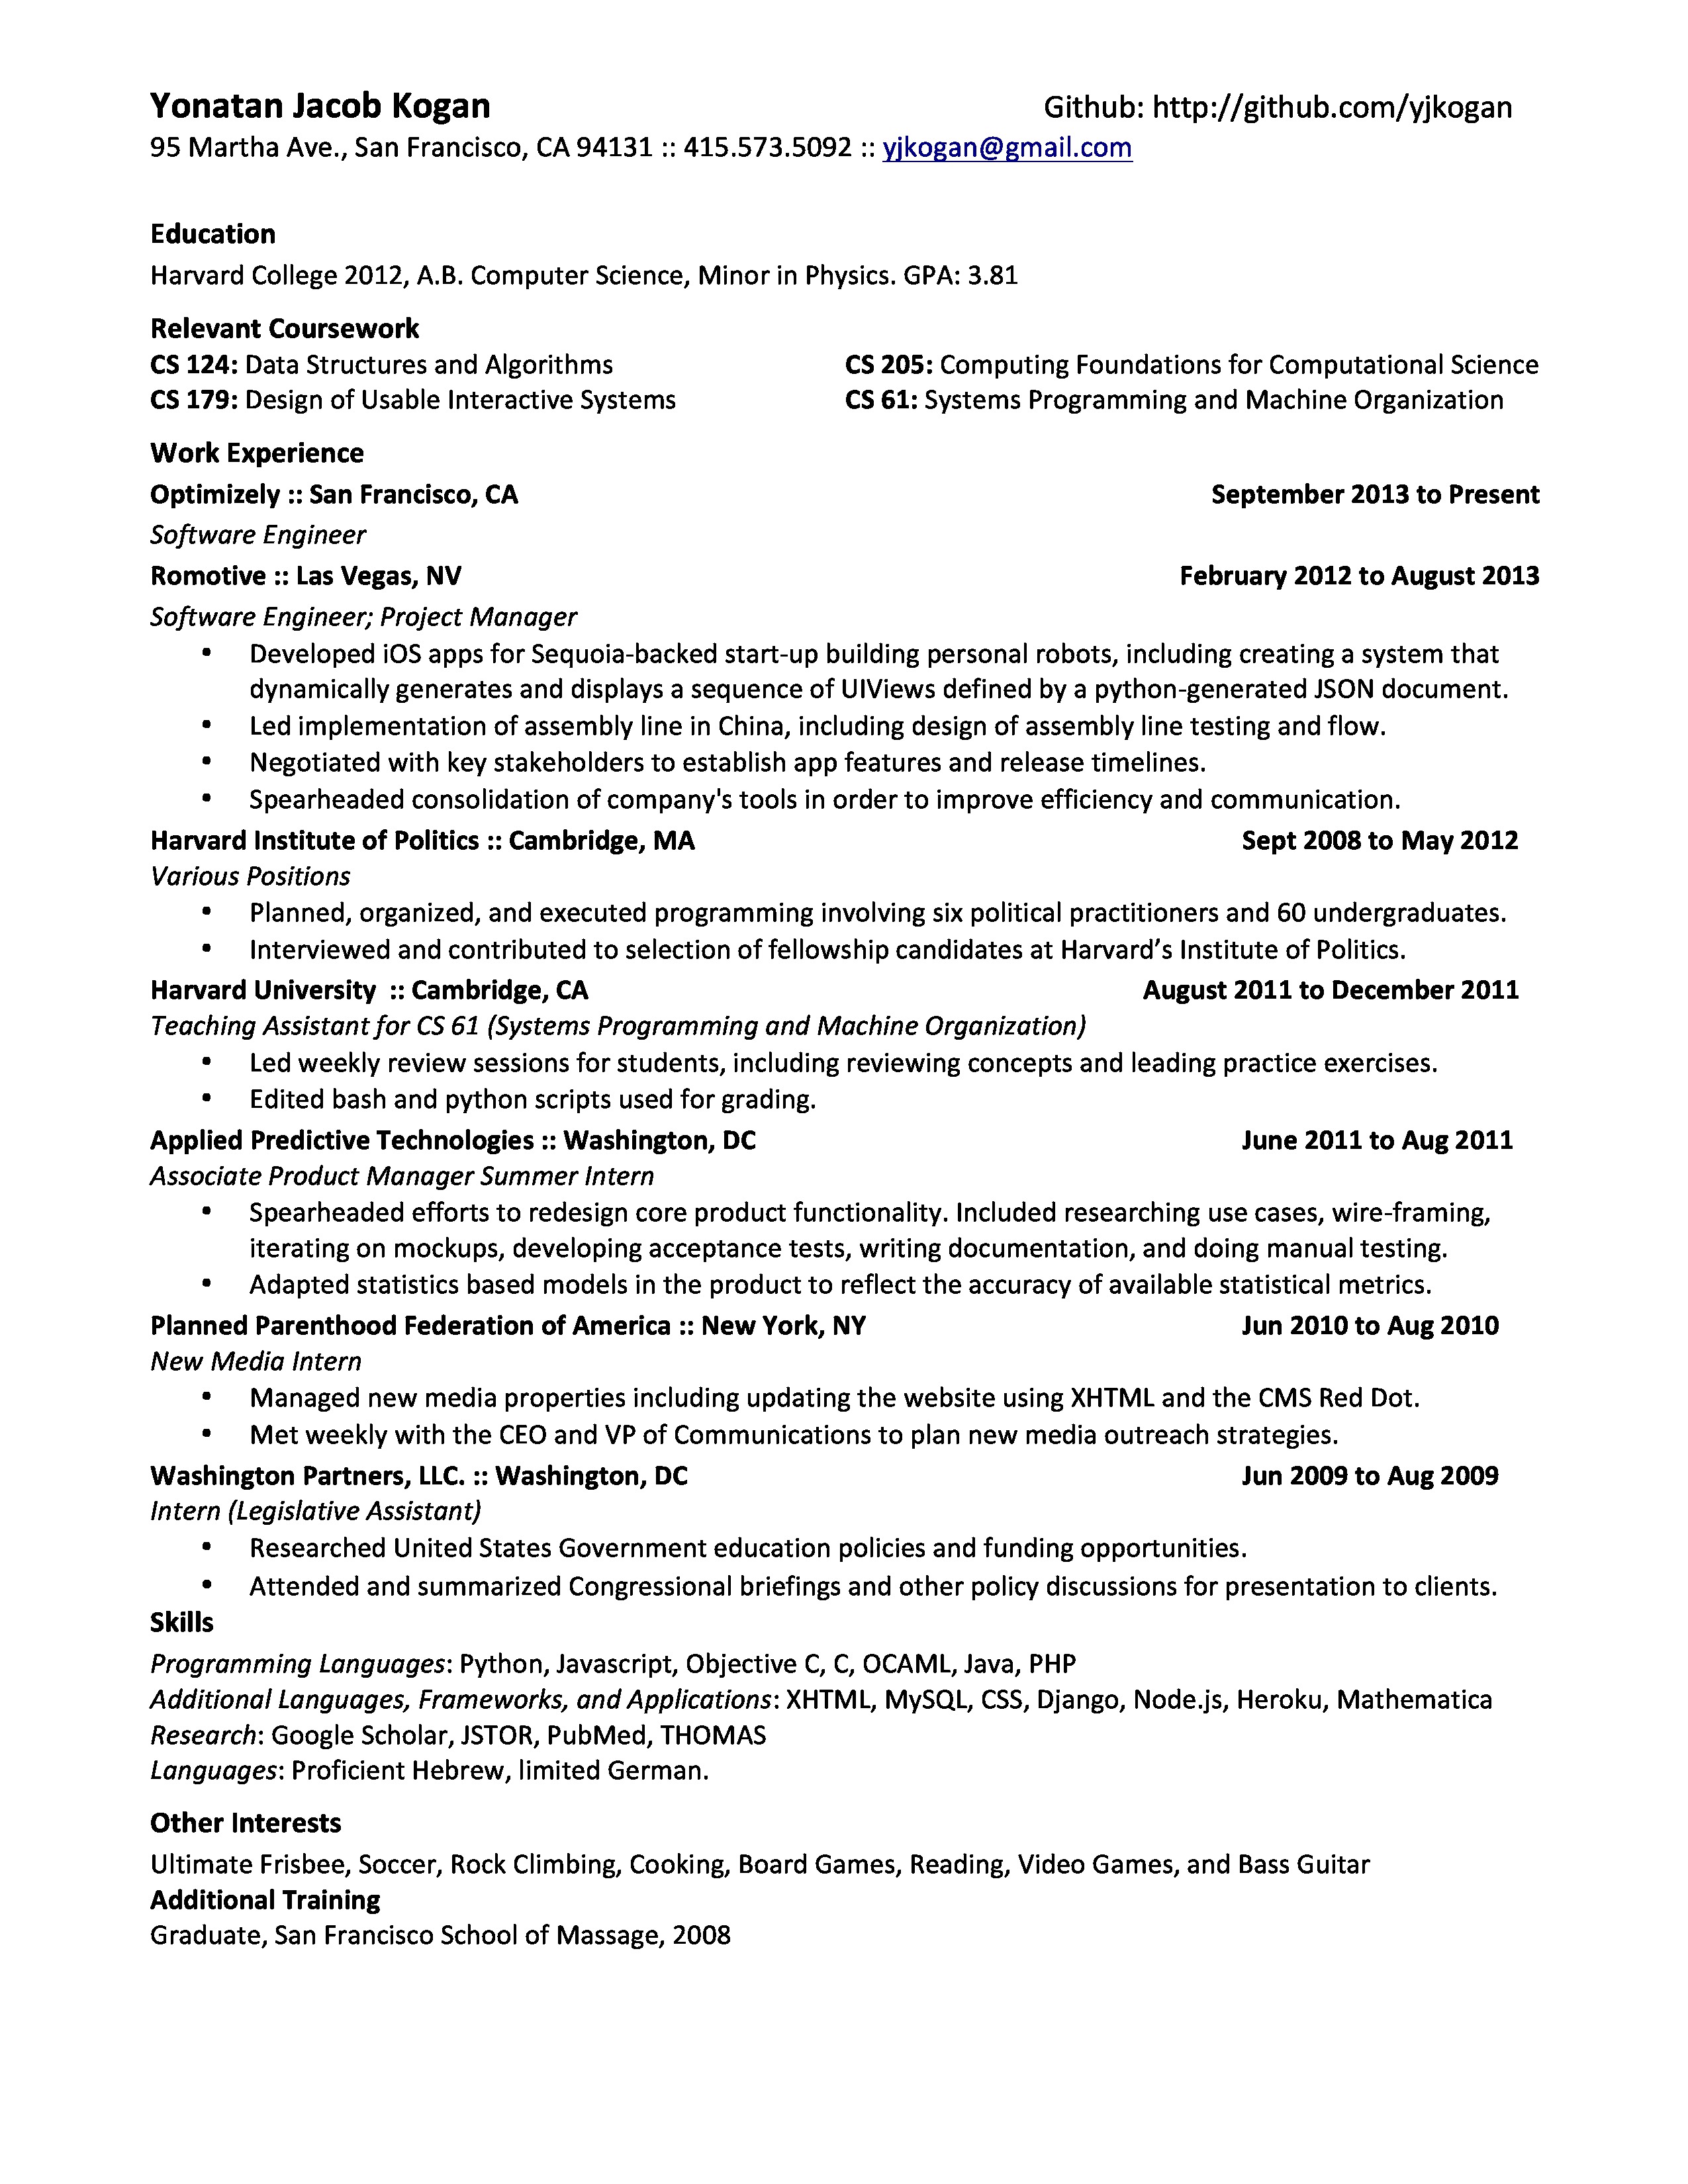 Yonatan Jacob Kogan Github: http://github.com/yjkogan
95 Martha Ave., San Francisco, CA 94131 :: 415.573.5092 :: yjkogan@gmail.com
Education
Harvard College 2012, A.B. Computer Science, Minor in Physics. GPA: 3.81
Relevant Coursework
CS 124: Data Structures and Algorithms CS 205: Computing Foundations for Computational Science
CS 179: Design of Usable Interactive Systems CS 61: Systems Programming and Machine Organization
Work Experience
Optimizely :: San Francisco, CA September 2013 to Present
Software Engineer
Romotive :: Las Vegas, NV February 2012 to August 2013
Software Engineer; Project Manager
• Developed iOS apps for Sequoia-backed start-up building personal robots, including creating a system that
dynamically generates and displays a sequence of UIViews defined by a python-generated JSON document.
• Led implementation of assembly line in China, including design of assembly line testing and flow.
• Negotiated with key stakeholders to establish app features and release timelines.
• Spearheaded consolidation of company's tools in order to improve efficiency and communication.
Harvard Institute of Politics :: Cambridge, MA Sept 2008 to May 2012
Various Positions
• Planned, organized, and executed programming involving six political practitioners and 60 undergraduates.
• Interviewed and contributed to selection of fellowship candidates at Harvard’s Institute of Politics.
Harvard University :: Cambridge, CA August 2011 to December 2011
Teaching Assistant for CS 61 (Systems Programming and Machine Organization)
• Led weekly review sessions for students, including reviewing concepts and leading practice exercises.
• Edited bash and python scripts used for grading.
Applied Predictive Technologies :: Washington, DC June 2011 to Aug 2011
Associate Product Manager Summer Intern
• Spearheaded efforts to redesign core product functionality. Included researching use cases, wire-framing,
iterating on mockups, developing acceptance tests, writing documentation, and doing manual testing.
• Adapted statistics based models in the product to reflect the accuracy of available statistical metrics.
Planned Parenthood Federation of America :: New York, NY Jun 2010 to Aug 2010
New Media Intern
• Managed new media properties including updating the website using XHTML and the CMS Red Dot.
• Met weekly with the CEO and VP of Communications to plan new media outreach strategies.
Washington Partners, LLC. :: Washington, DC Jun 2009 to Aug 2009
Intern (Legislative Assistant)
• Researched United States Government education policies and funding opportunities.
• Attended and summarized Congressional briefings and other policy discussions for presentation to clients.
Skills
Programming Languages: Python, Javascript, Objective C, C, OCAML, Java, PHP
Additional Languages, Frameworks, and Applications: XHTML, MySQL, CSS, Django, Node.js, Heroku, Mathematica
Research: Google Scholar, JSTOR, PubMed, THOMAS
Languages: Proficient Hebrew, limited German.
Other Interests
Ultimate Frisbee, Soccer, Rock Climbing, Cooking, Board Games, Reading, Video Games, and Bass Guitar
Additional Training
Graduate, San Francisco School of Massage, 2008